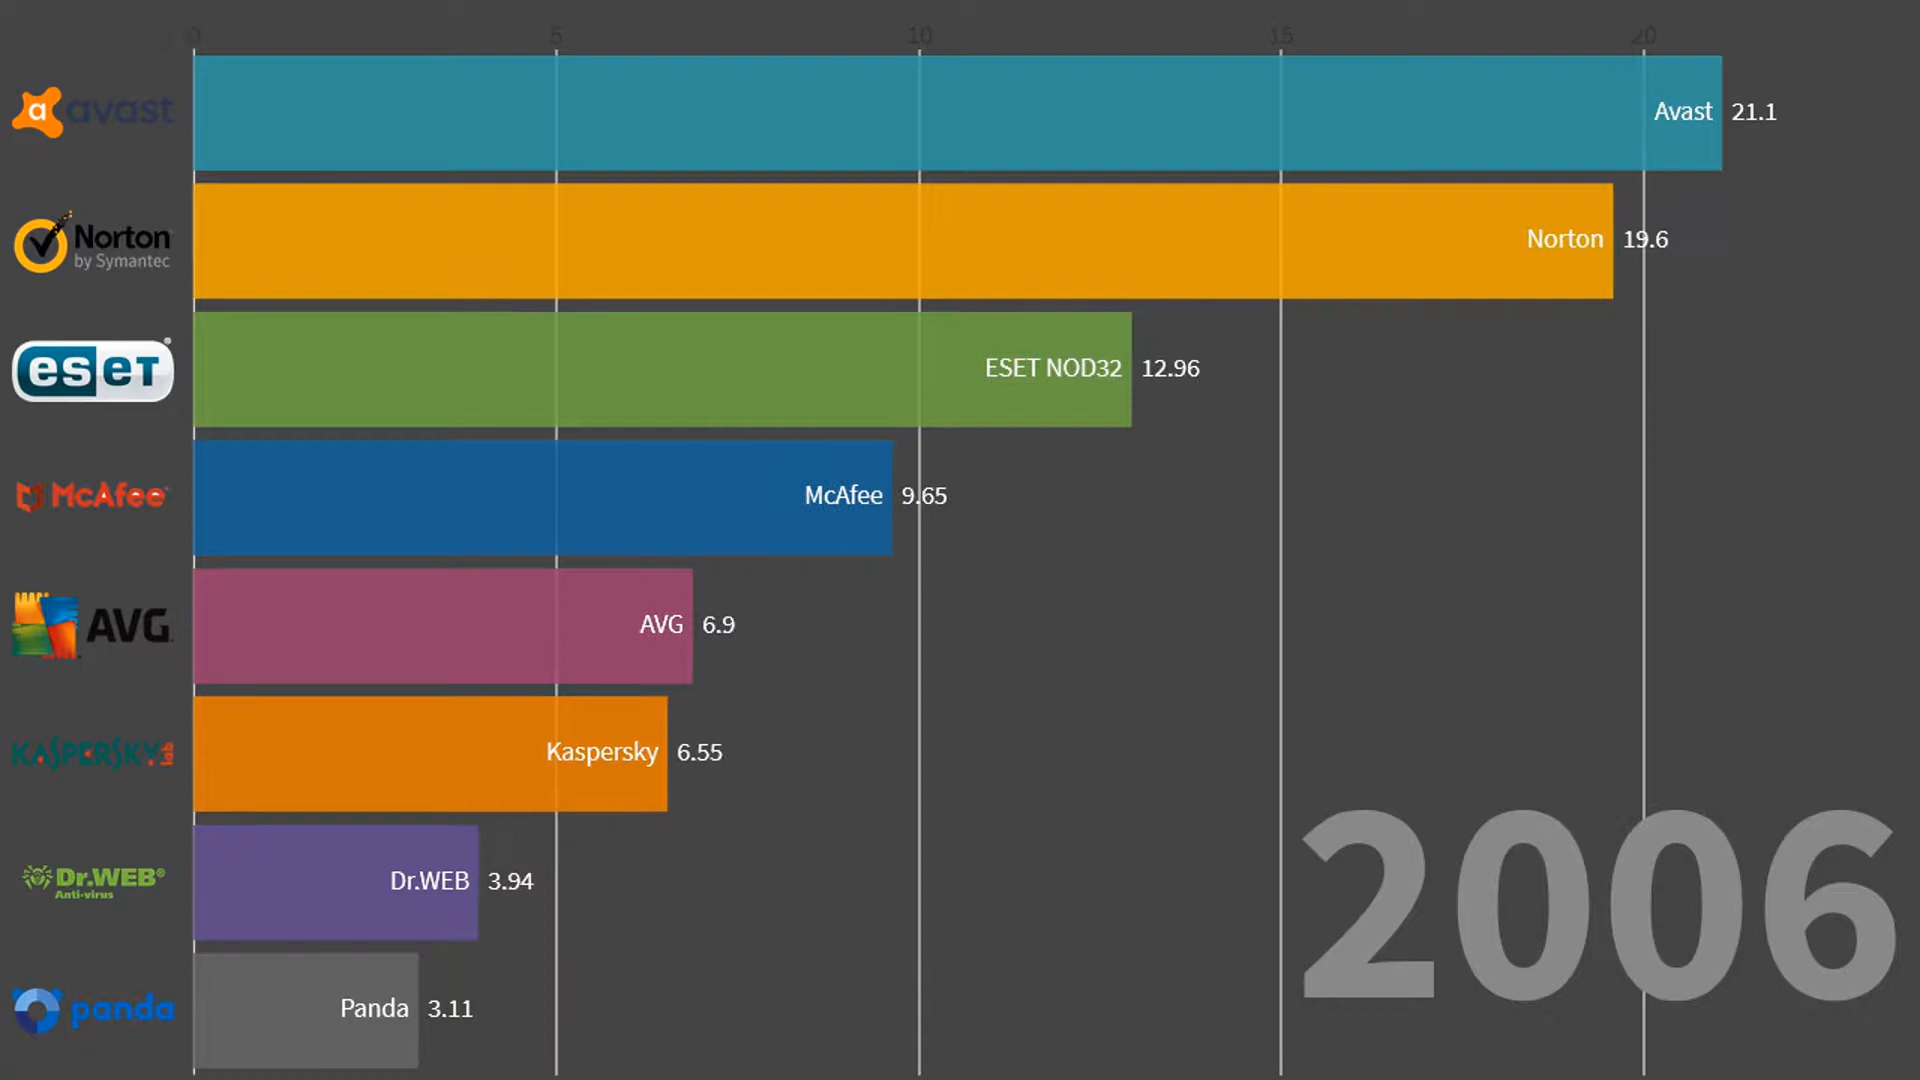 0 5 10 15 20
a avast Avast 21.1
Norton Norton 19.6
by Symantec
eseT® ESET NOD32 12.96
McAfee McAfee 9.65
AVG AVG 6.9
KASPERSKY lab Kaspersky 6.55
Dr.WEB® Dr.WEB 3.94
Anti-virus
panda Panda 3.11
2006